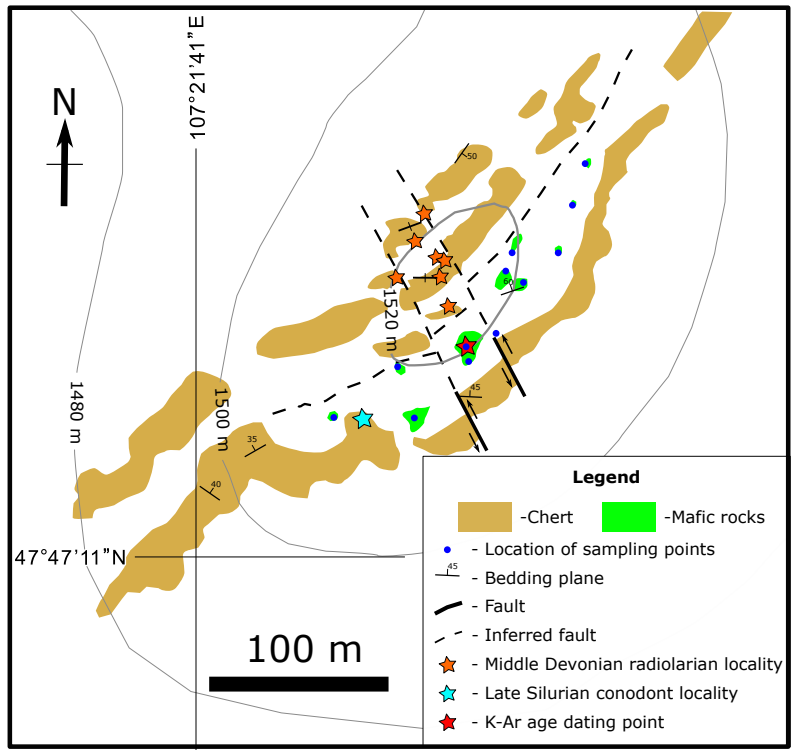 107°21'41"E
N
50
60
1520 m
45
1480 m
1500 m
35
40
47°47'11"N
100 m
Legend
-Chert
-Mafic rocks
- Location of sampling points
45
- Bedding plane
- Fault
- Inferred fault
- Middle Devonian radiolarian locality
- Late Silurian conodont locality
- K-Ar age dating point